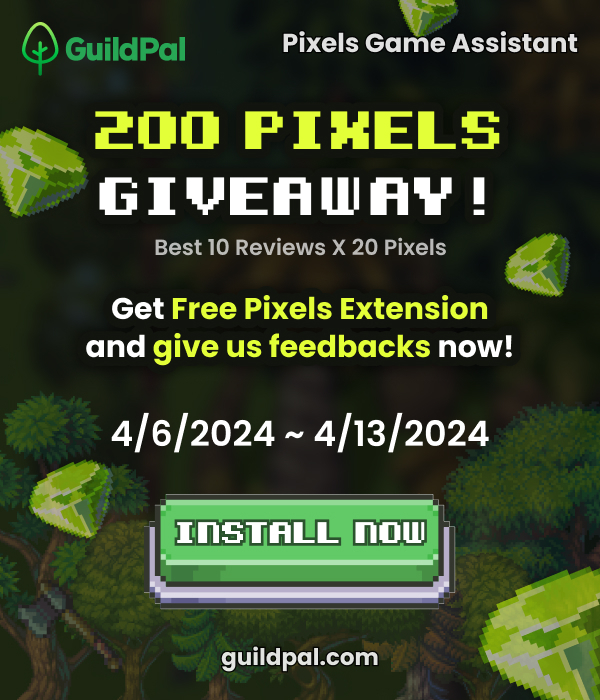 GuildPal
Pixels Game Assistant
200 PIXELS
GIVEAWAY!
Best 10 Reviews X 20 Pixels
Get Free Pixels Extension
and give us feedbacks now!
4/6/2024 ~ 4/13/2024
INSTALL NOW
guildpal.com